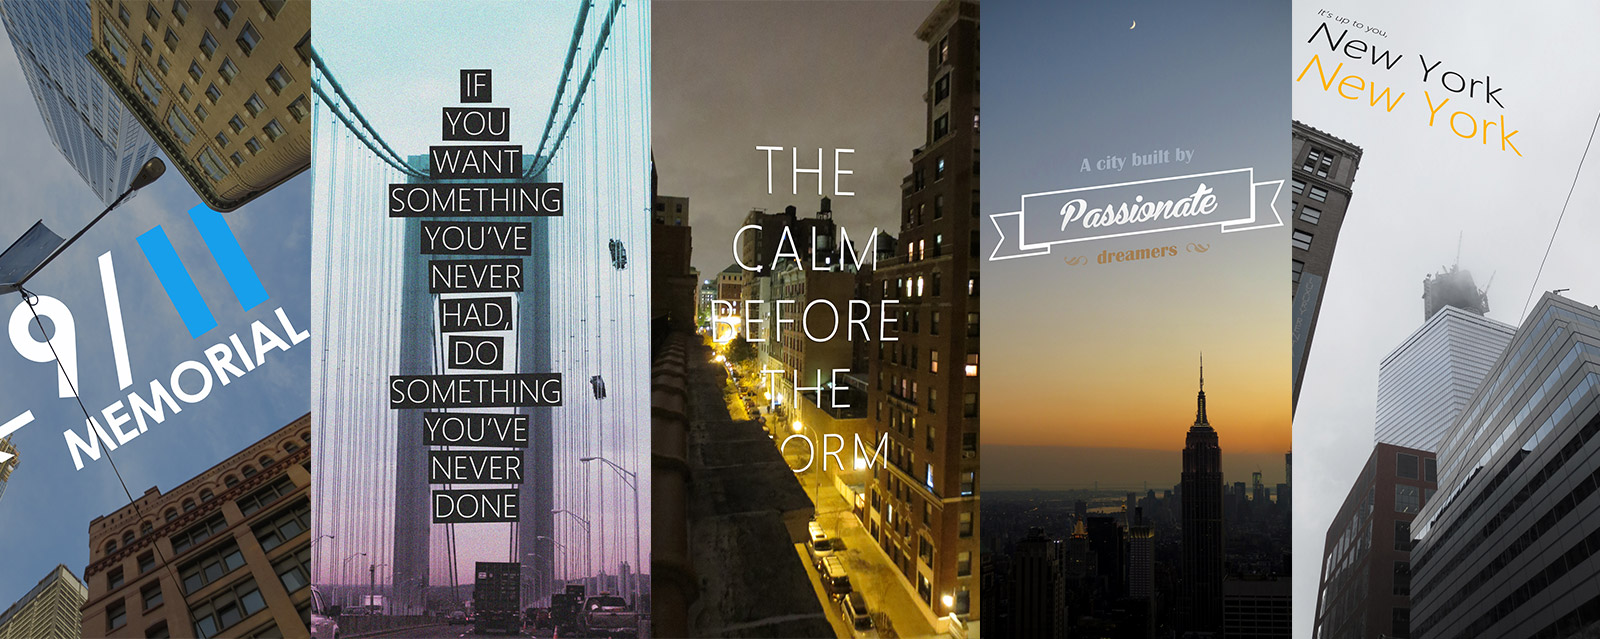 9/11
MEMORIAL
IF
YOU
WANT
SOMETHING
YOU'VE
NEVER
HAD,
DO
SOMETHING
YOU'VE
NEVER
DONE
THE
CALM
BEFORE
THE
ORM
A city built by
Passionate
dreamers
It's up to you,
New York
New York